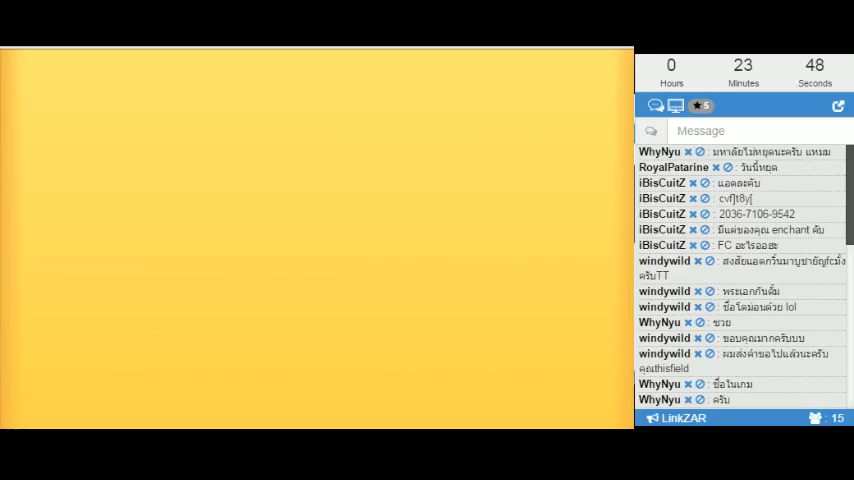 0 23 48
Hours Minutes Seconds
5
Message
WhyNyu : มหาลัยไม่หยุดนะครับ แหมม
RoyalPatarine : วันนี้หยุด
iBisCuitZ : แอดละคับ
iBisCuitZ : cvf]t8y[
iBisCuitZ : 2036-7106-9542
iBisCuitZ : มีแต่ของคุณ enchant คับ
iBisCuitZ : FC อะไรออฮะ
windywild : สงสัยแอดกวิ้นมาบูชายัญfcมั้ง
ครับTT
windywild : พระเอกกันดั้ม
windywild : ชื่อโดม่อนด้วย lol
WhyNyu : ซวย
windywild : ขอบคุณมากครับบบ
windywild : ผมส่งคำขอไปแล้วนะครับ
คุณthisfield
WhyNyu : ชื่อในเกม
WhyNyu : ครับ
LinkZAR : 15